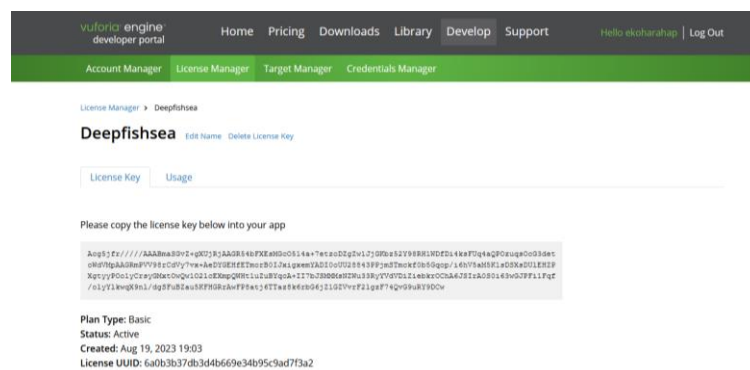 vuforia engine
developer portal
Home Pricing Downloads Library Develop Support
Hello ekoharahap | Log Out
Account Manager License Manager Target Manager Credentials Manager
License Manager > Deepfishsea
Deepfishsea Edit Name Delete License Key
License Key Usage
Please copy the license key below into your app
Plan Type: Basic
Status: Active
Created: Aug 19, 2023 19:03
License UUID: 6a0b3b37db3d4b669e34b95c9ad7f3a2